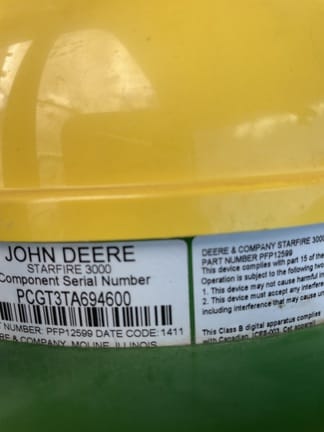 JOHN DEERE
STARFIRE 3000
Component Serial Number
PCGT3TA694600
NUMBER: PFP12599 DATE CODE: 1411
& COMPANY, MOLINE, ILLINOIS
DEERE & COMPANY STARFIRE 3000
PART NUMBER PFP12599
This device complies with part 15 of the
Operation is subject to the following two
1. This device may not cause harmful
2. This device must accept any interfere
including interference that may cause
This Class B digital apparatus complies
with Canadian